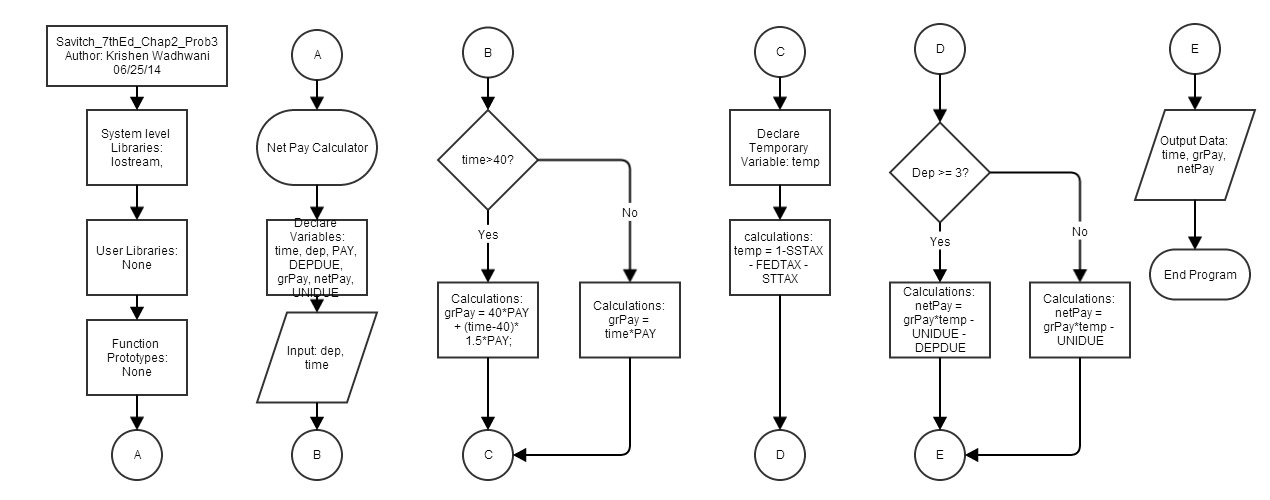 Savitch_7thEd_Chap2_Prob3
Author: Krishen Wadhwani
06/25/14
System level
Libraries:
Iostream,
User Libraries:
None
Function
Prototypes:
None
A
A
Net Pay Calculator
Declare
Variables:
time, dep, PAY,
DEPDUE,
grPay, netPay,
UNIDUE
Input: dep,
time
B
B
time>40?
Yes
No
Calculations:
grPay = 40*PAY
+ (time-40)*
1.5*PAY;
Calculations:
grPay =
time*PAY
C
C
Declare
Temporary
Variable: temp
calculations:
temp = 1-SSTAX
- FEDTAX -
STTAX
D
D
Dep >= 3?
Yes
No
Calculations:
netPay =
grPay*temp -
UNIDUE -
DEPDUE
Calculations:
netPay =
grPay*temp -
UNIDUE
E
E
Output Data:
time, grPay,
netPay
End Program